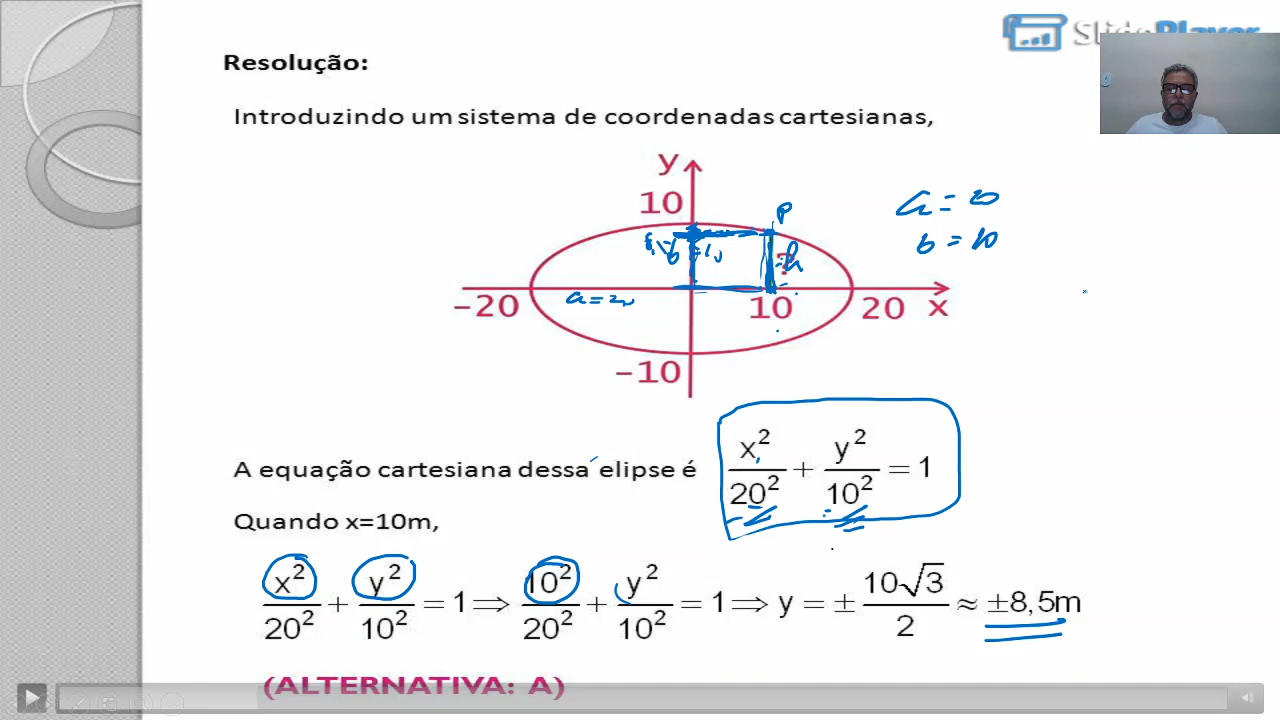 SlidePlayer
Resolução:
Introduzindo um sistema de coordenadas cartesianas,
y
10
P
a = 20
b = 10
b = 10
h
?
a = 20
-20
10
20
x
-10
A equação cartesiana dessa elipse é x²/20² + y²/10² = 1
Quando x=10m,
x²/20² + y²/10² = 1 ⇒ 10²/20² + y²/10² = 1 ⇒ y = ± 10√3/2 ≈ ±8,5m
(ALTERNATIVA: A)